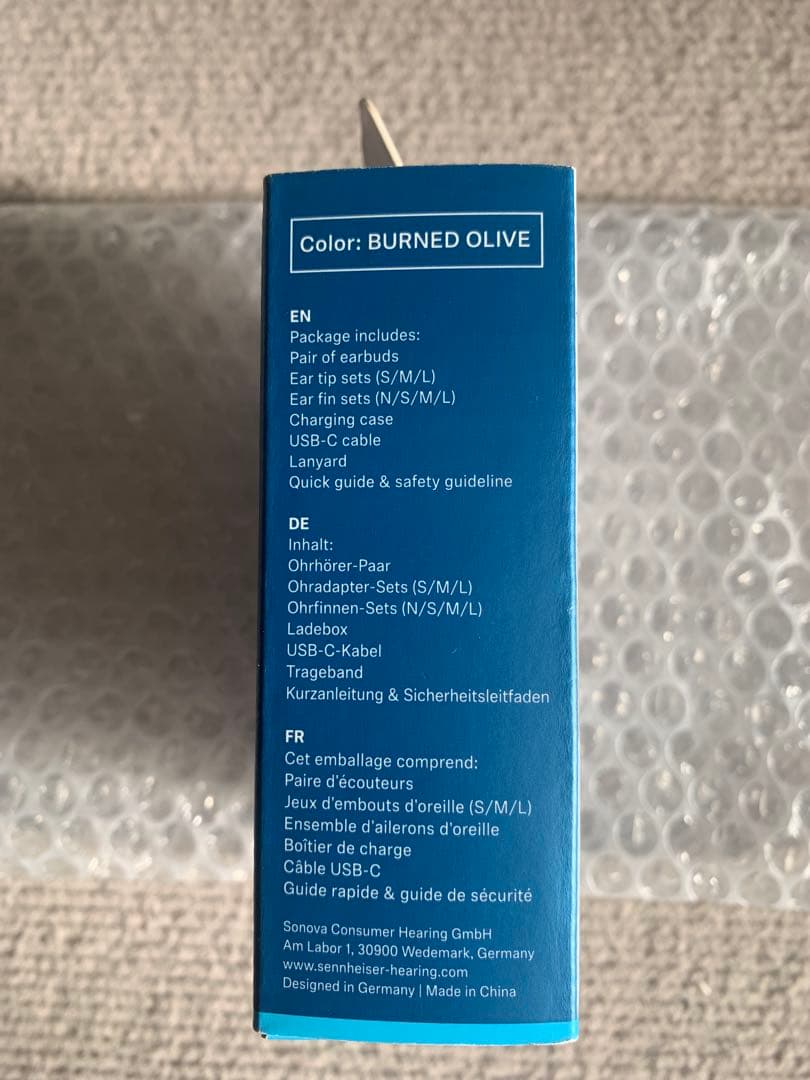 Color: BURNED OLIVE
EN
Package includes:
Pair of earbuds
Ear tip sets (S/M/L)
Ear fin sets (N/S/M/L)
Charging case
USB-C cable
Lanyard
Quick guide & safety guideline
DE
Inhalt:
Ohrhörer-Paar
Ohradapter-Sets (S/M/L)
Ohrfinnen-Sets (N/S/M/L)
Ladebox
USB-C-Kabel
Trageband
Kurzanleitung & Sicherheitsleitfaden
FR
Cet emballage comprend:
Paire d'écouteurs
Jeux d'embouts d'oreille (S/M/L)
Ensemble d'ailerons d'oreille
Boîtier de charge
Câble USB-C
Guide rapide & guide de sécurité
Sonova Consumer Hearing GmbH
Am Labor 1, 30900 Wedemark, Germany
www.sennheiser-hearing.com
Designed in Germany | Made in China